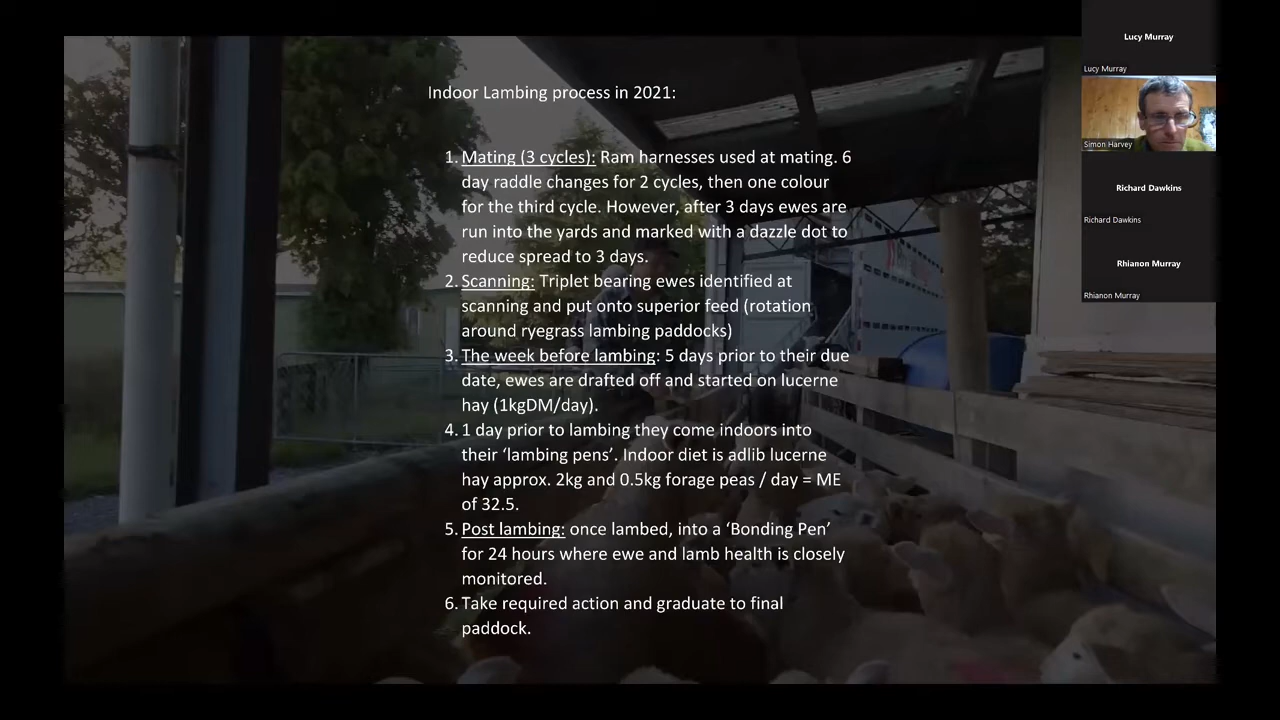 Indoor Lambing process in 2021:
1. Mating (3 cycles): Ram harnesses used at mating. 6
day raddle changes for 2 cycles, then one colour
for the third cycle. However, after 3 days ewes are
run into the yards and marked with a dazzle dot to
reduce spread to 3 days.
2. Scanning: Triplet bearing ewes identified at
scanning and put onto superior feed (rotation
around ryegrass lambing paddocks)
3. The week before lambing: 5 days prior to their due
date, ewes are drafted off and started on lucerne
hay (1kgDM/day).
4. 1 day prior to lambing they come indoors into
their ‘lambing pens’. Indoor diet is adlib lucerne
hay approx. 2kg and 0.5kg forage peas / day = ME
of 32.5.
5. Post lambing: once lambed, into a ‘Bonding Pen’
for 24 hours where ewe and lamb health is closely
monitored.
6. Take required action and graduate to final
paddock.
Lucy Murray
Lucy Murray
Simon Harvey
Richard Dawkins
Richard Dawkins
Rhianon Murray
Rhianon Murray